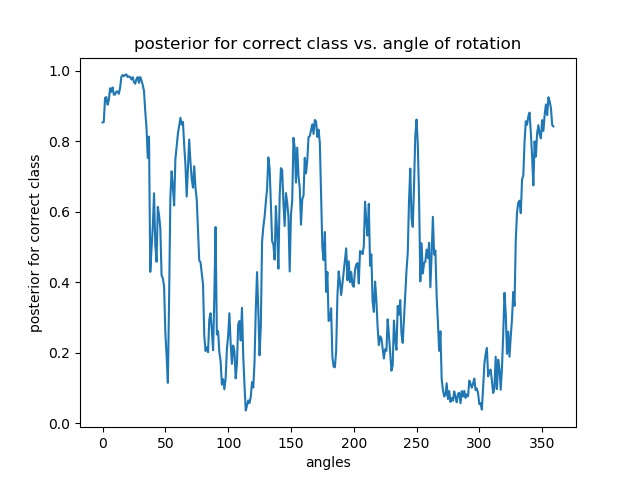 posterior for correct class vs. angle of rotation
1.0
0.8
0.6
0.4
0.2
0.0
posterior for correct class
0 50 100 150 200 250 300 350
angles